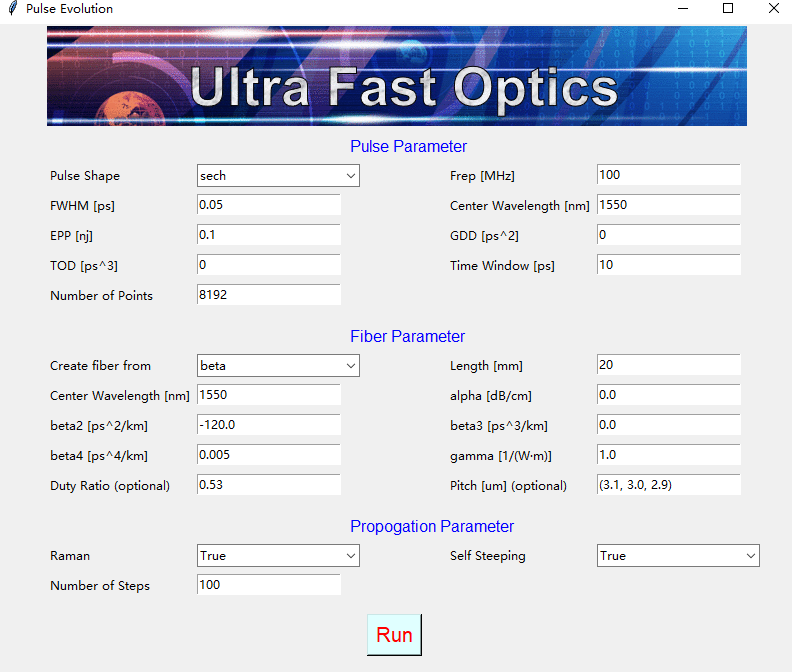 Pulse Evolution
Ultra Fast Optics
Pulse Parameter
Pulse Shape sech Frep [MHz] 100
FWHM [ps] 0.05 Center Wavelength [nm] 1550
EPP [nj] 0.1 GDD [ps^2] 0
TOD [ps^3] 0 Time Window [ps] 10
Number of Points 8192
Fiber Parameter
Create fiber from beta Length [mm] 20
Center Wavelength [nm] 1550 alpha [dB/cm] 0.0
beta2 [ps^2/km] -120.0 beta3 [ps^3/km] 0.0
beta4 [ps^4/km] 0.005 gamma [1/(W·m)] 1.0
Duty Ratio (optional) 0.53 Pitch [um] (optional) (3.1, 3.0, 2.9)
Propogation Parameter
Raman True Self Steeping True
Number of Steps 100
Run